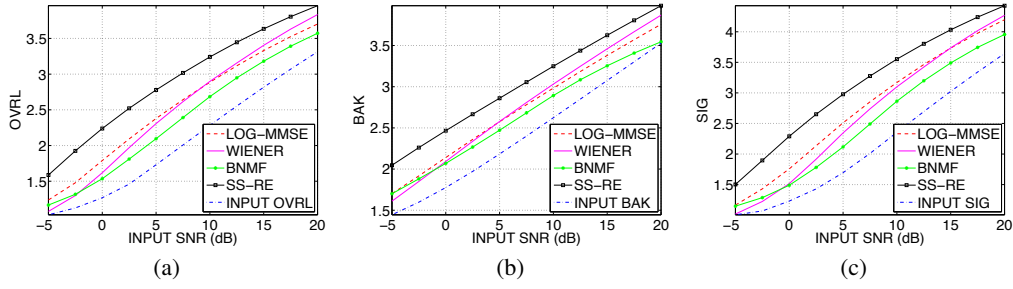 OVRL
3.5
3
2.5
2
1.5
LOG-MMSE
WIENER
BNMF
SS-RE
INPUT OVRL
−5 0 5 10 15 20
INPUT SNR (dB)
(a)
BAK
3.5
3
2.5
2
1.5
LOG-MMSE
WIENER
BNMF
SS-RE
INPUT BAK
−5 0 5 10 15 20
INPUT SNR (dB)
(b)
SIG
4
3.5
3
2.5
2
1.5
LOG-MMSE
WIENER
BNMF
SS-RE
INPUT SIG
−5 0 5 10 15 20
INPUT SNR (dB)
(c)